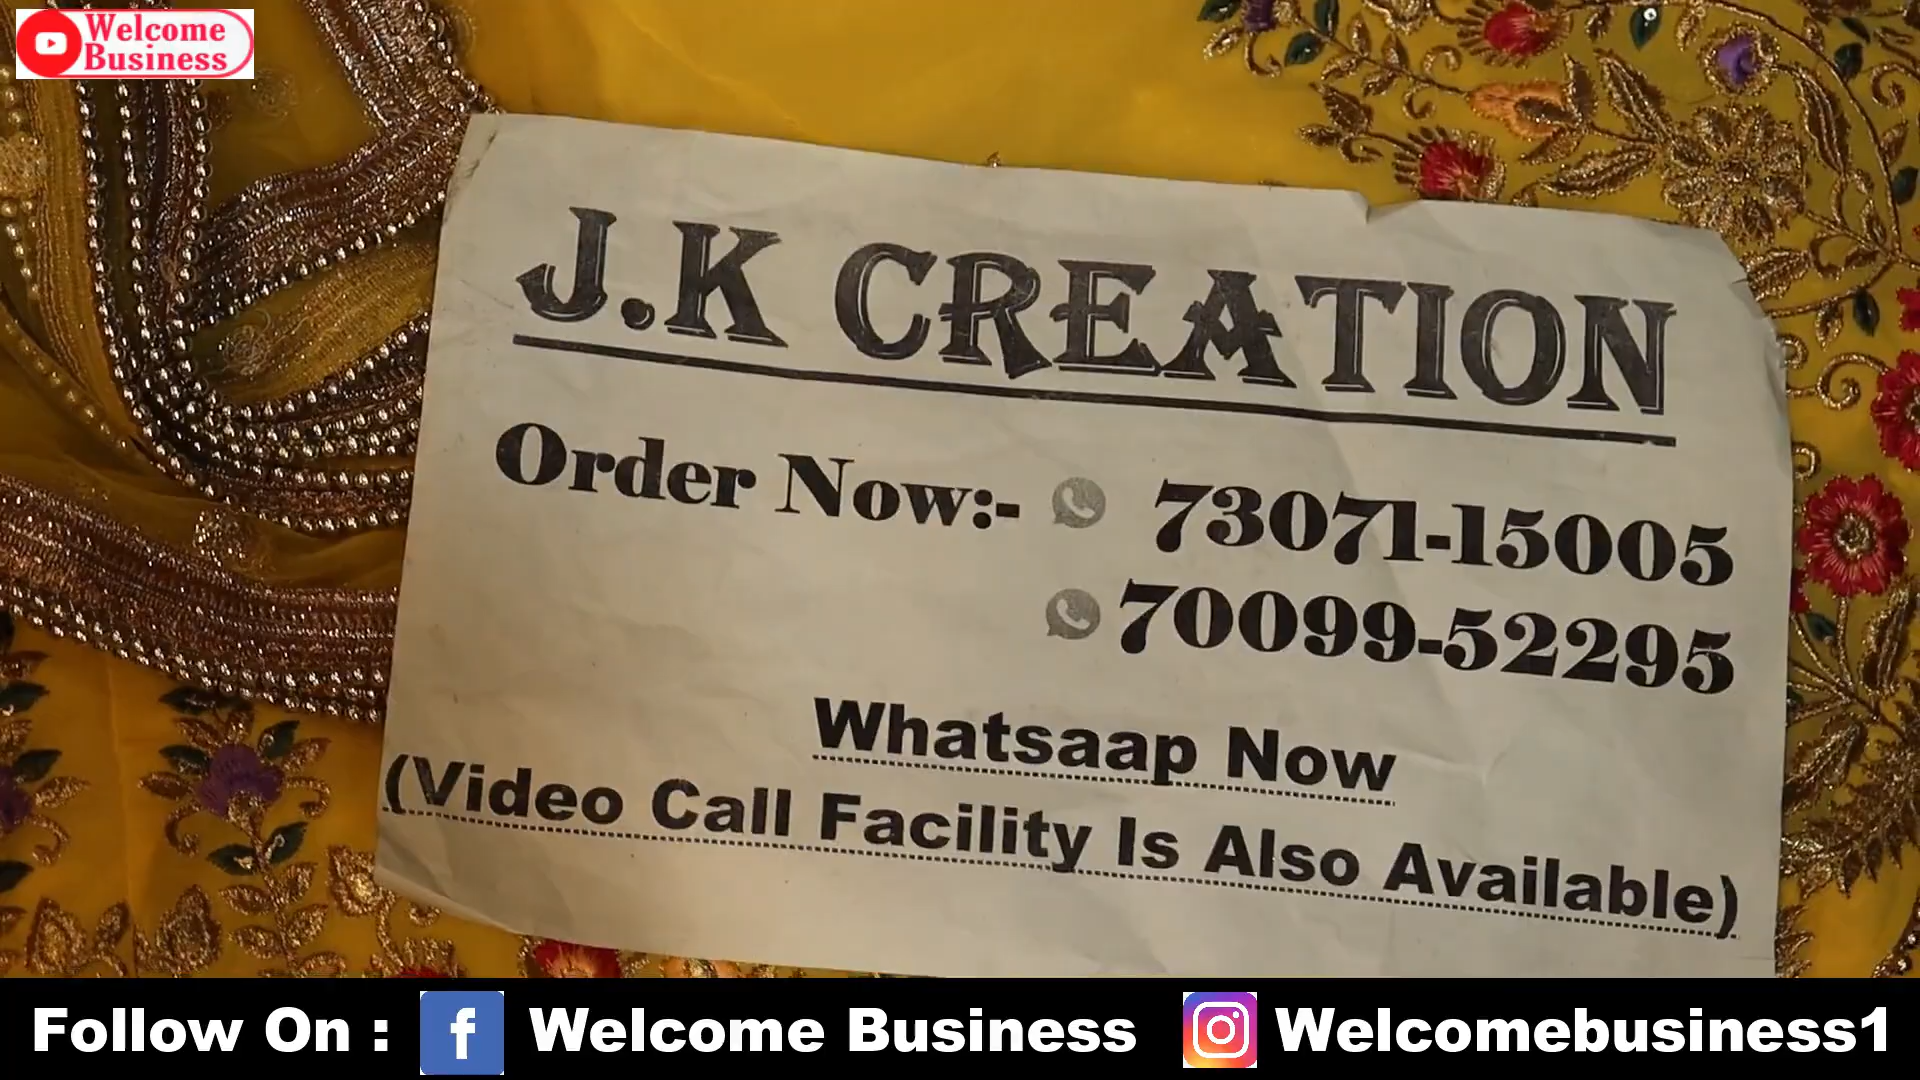 Welcome
Business
J.K CREATION
Order Now:- 73071-15005
70099-52295
Whatsaap Now
(Video Call Facility Is Also Available)
Follow On : f Welcome Business Welcomebusiness1